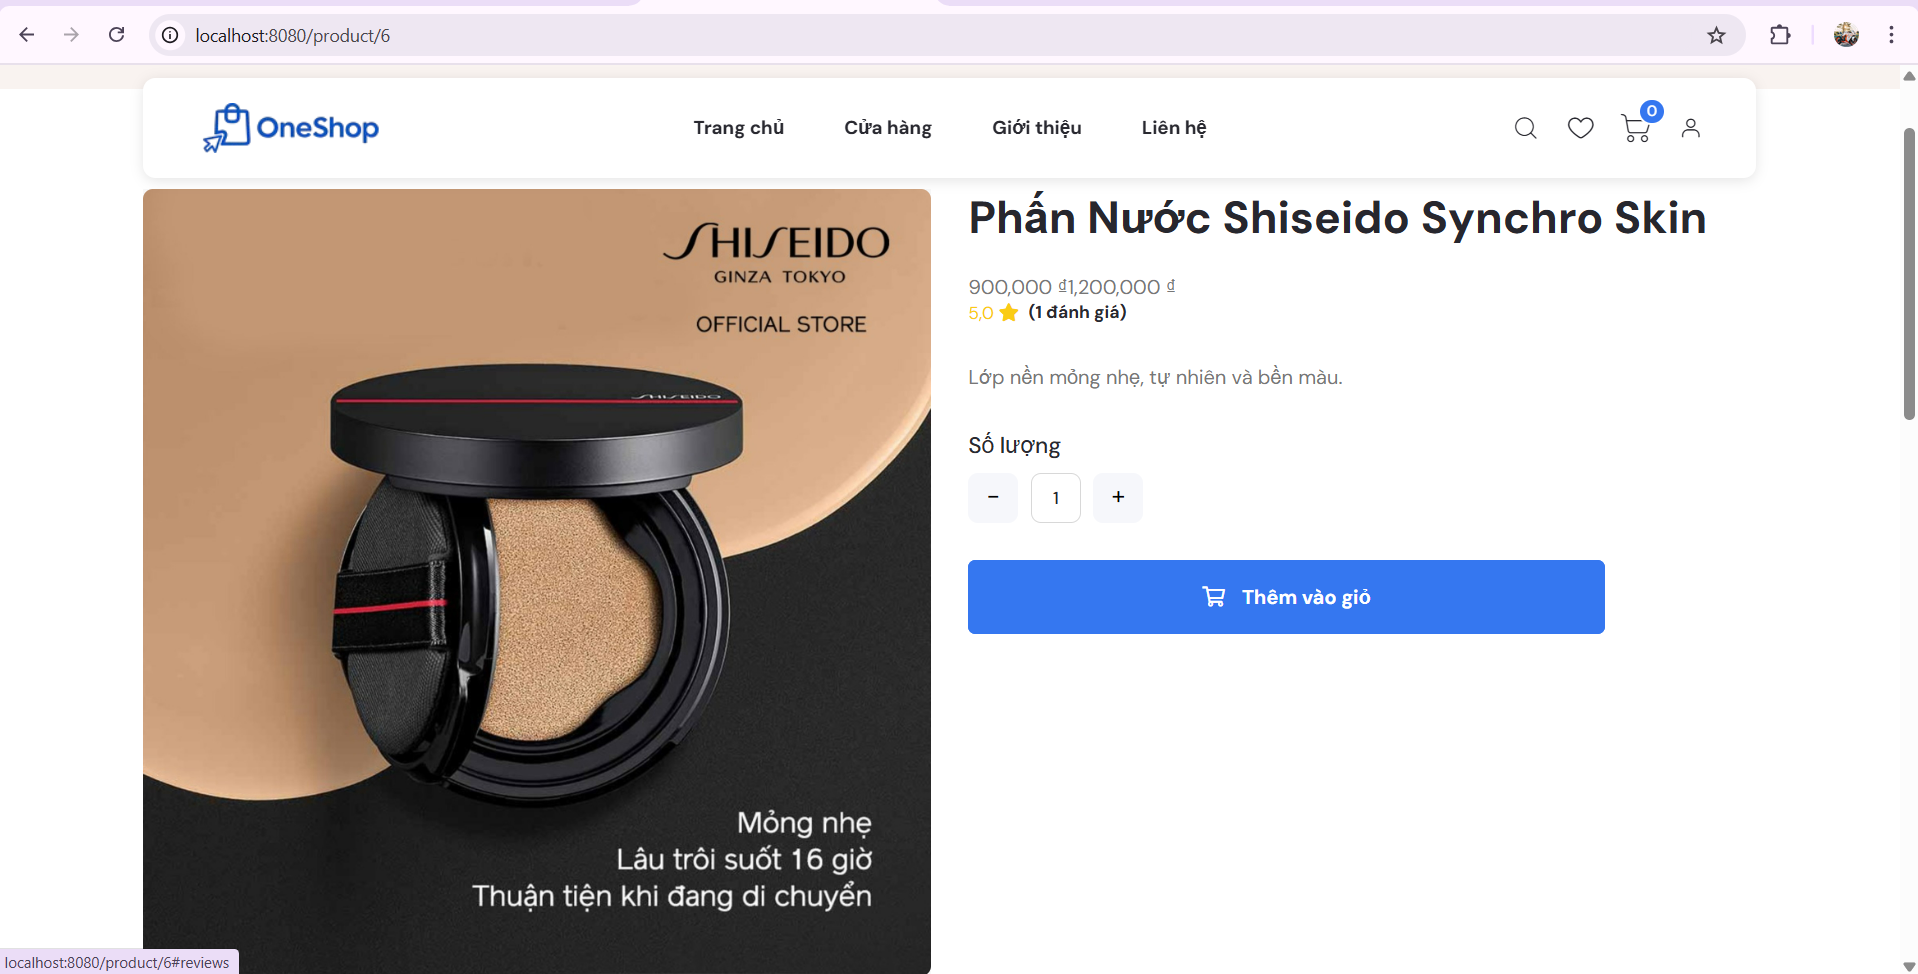 localhost:8080/product/6
OneShop
Trang chủ
Cửa hàng
Giới thiệu
Liên hệ
0
SHISEIDO
GINZA TOKYO
OFFICIAL STORE
SHISEIDO
Mỏng nhẹ
Lâu trôi suốt 16 giờ
Thuận tiện khi đang di chuyển
Phấn Nước Shiseido Synchro Skin
900,000 ₫1,200,000 ₫
5,0 (1 đánh giá)
Lớp nền mỏng nhẹ, tự nhiên và bền màu.
Số lượng
- 1 +
Thêm vào giỏ
localhost:8080/product/6#reviews